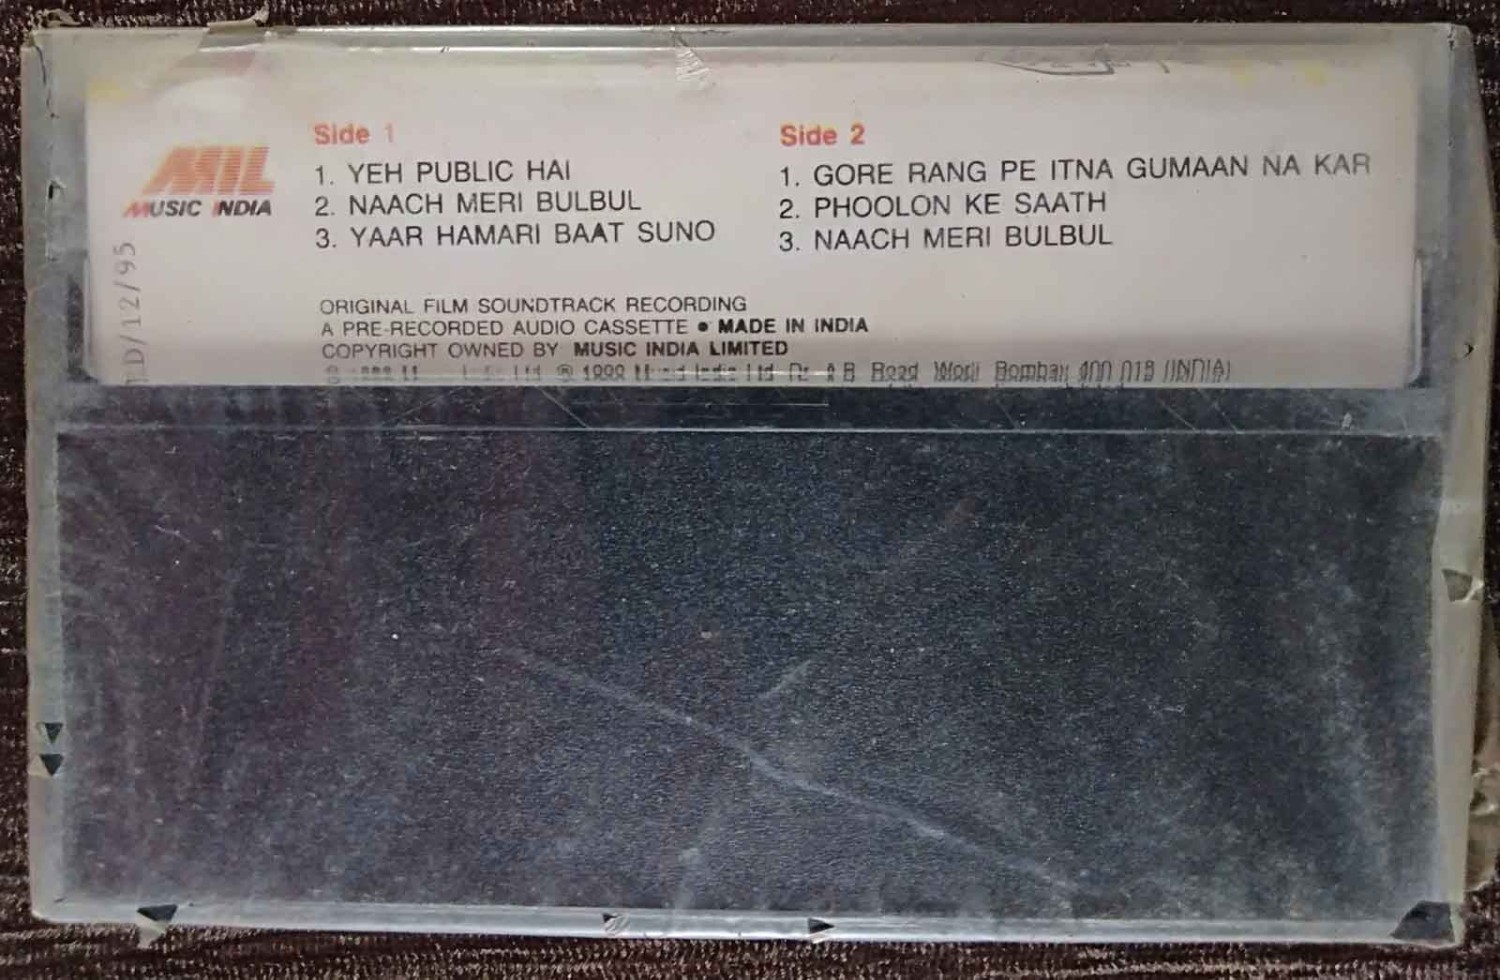 MIL
MUSIC INDIA
Side 1
1. YEH PUBLIC HAI
2. NAACH MERI BULBUL
3. YAAR HAMARI BAAT SUNO
Side 2
1. GORE RANG PE ITNA GUMAAN NA KAR
2. PHOOLON KE SAATH
3. NAACH MERI BULBUL
D/12/95
ORIGINAL FILM SOUNDTRACK RECORDING
A PRE-RECORDED AUDIO CASSETTE • MADE IN INDIA
COPYRIGHT OWNED BY MUSIC INDIA LIMITED
Ltd. Road Worli Bombay 400 018 (INDIA)